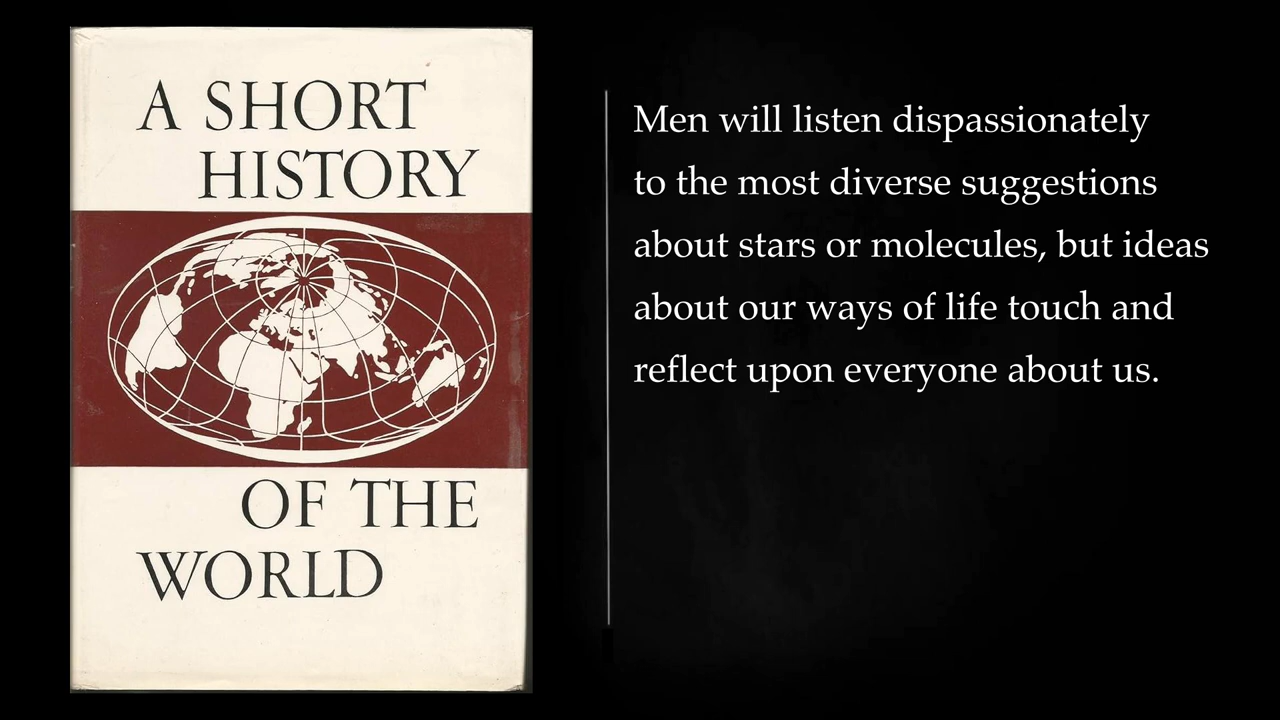 A SHORT
HISTORY
OF THE
WORLD
Men will listen dispassionately
to the most diverse suggestions
about stars or molecules, but ideas
about our ways of life touch and
reflect upon everyone about us.